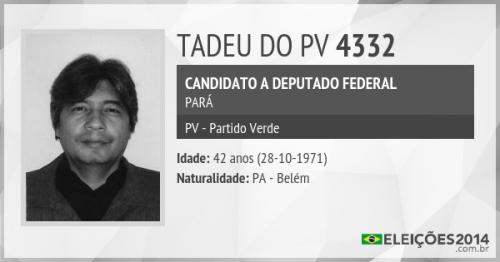 TADEU DO PV 4332
CANDIDATO A DEPUTADO FEDERAL
PARÁ
PV - Partido Verde
Idade: 42 anos (28-10-1971)
Naturalidade: PA - Belém
ELEIÇÕES2014
.com.br